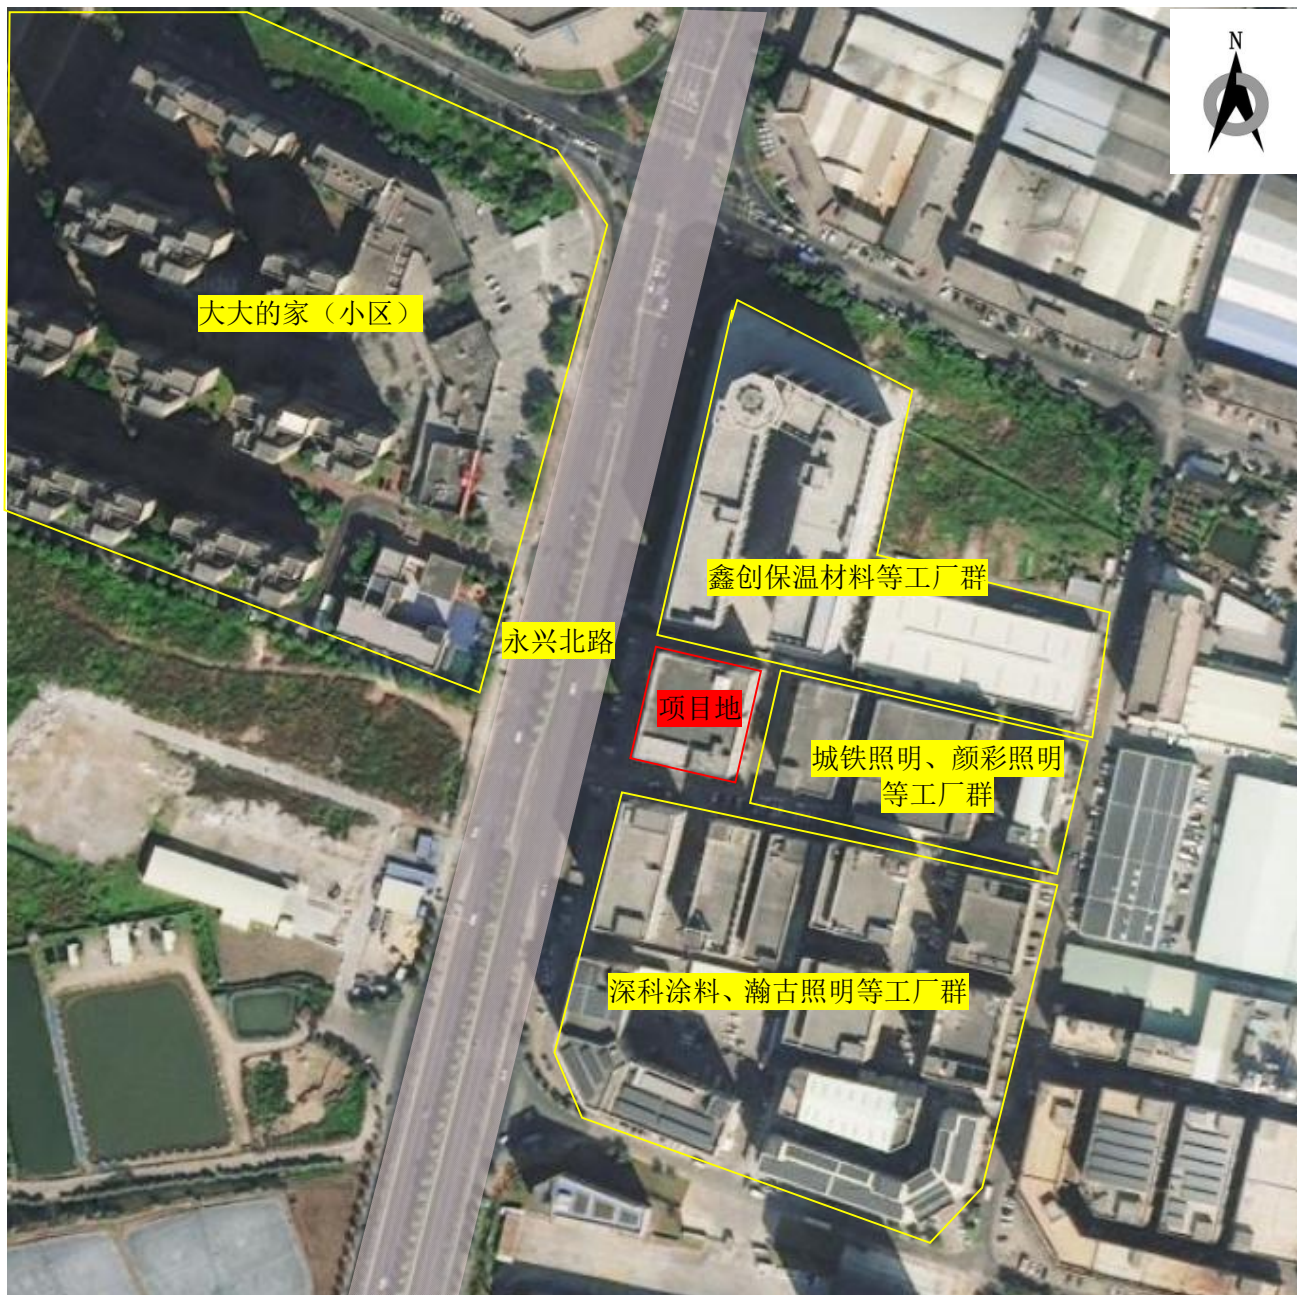 N
大大的家（小区）
鑫创保温材料等工厂群
永兴北路
项目地
城铁照明、颜彩照明
等工厂群
深科涂料、瀚古照明等工厂群